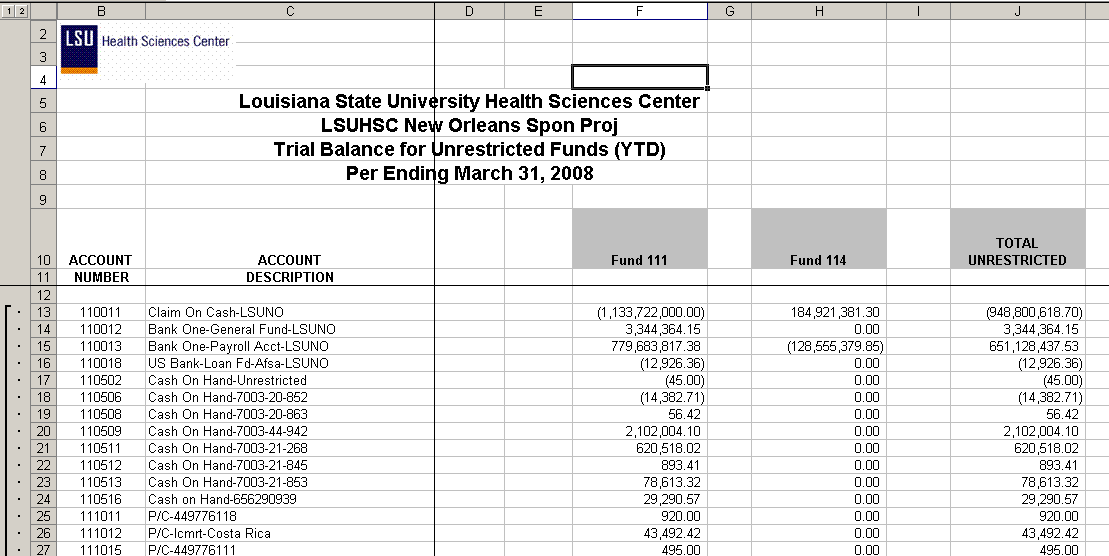 1 2 B C D E F G H I J
2 LSU Health Sciences Center
3
4
5 Louisiana State University Health Sciences Center
6 LSUHSC New Orleans Spon Proj
7 Trial Balance for Unrestricted Funds (YTD)
8 Per Ending March 31, 2008
9
TOTAL
10 ACCOUNT ACCOUNT Fund 111 Fund 114 UNRESTRICTED
11 NUMBER DESCRIPTION
12
13 110011 Claim On Cash-LSUNO (1,133,722,000.00) 184,921,381.30 (948,800,618.70)
14 110012 Bank One-General Fund-LSUNO 3,344,364.15 0.00 3,344,364.15
15 110013 Bank One-Payroll Acct-LSUNO 779,683,817.38 (128,555,379.85) 651,128,437.53
16 110018 US Bank-Loan Fd-Afsa-LSUNO (12,926.36) 0.00 (12,926.36)
17 110502 Cash On Hand-Unrestricted (45.00) 0.00 (45.00)
18 110506 Cash On Hand-7003-20-852 (14,382.71) 0.00 (14,382.71)
19 110508 Cash On Hand-7003-20-863 56.42 0.00 56.42
20 110509 Cash On Hand-7003-44-942 2,102,004.10 0.00 2,102,004.10
21 110511 Cash On Hand-7003-21-268 620,518.02 0.00 620,518.02
22 110512 Cash On Hand-7003-21-845 893.41 0.00 893.41
23 110513 Cash On Hand-7003-21-853 78,613.32 0.00 78,613.32
24 110516 Cash on Hand-656290939 29,290.57 0.00 29,290.57
25 111011 P/C-449776118 920.00 0.00 920.00
26 111012 P/C-Icmrt-Costa Rica 43,492.42 0.00 43,492.42
27 111015 P/C-449776111 495.00 0.00 495.00